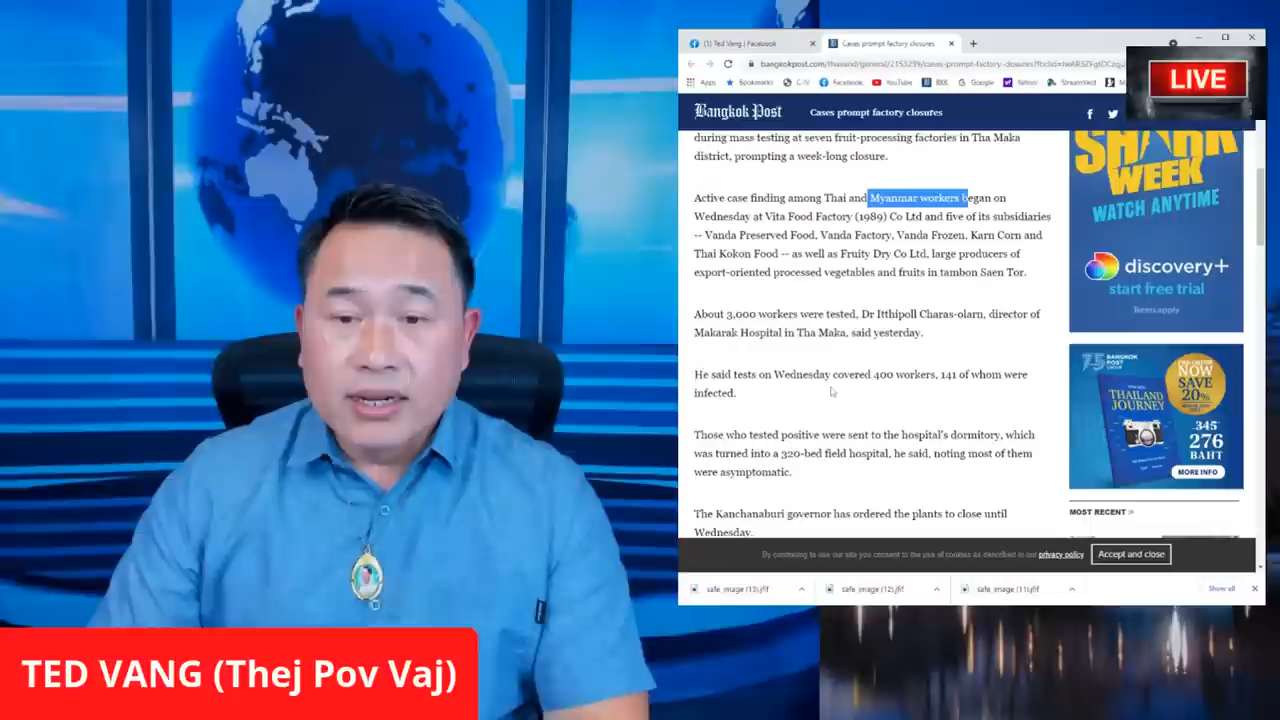 (1) Ted Vang | Facebook
Cases prompt factory closures
LIVE
Apps
Bookmarks
Facebook
YouTube
Google
Yahoo
StreamYard
Bangkok Post
Cases prompt factory closures
during mass testing at seven fruit-processing factories in Tha Maka
district, prompting a week-long closure.
Active case finding among Thai and Myanmar workers began on
Wednesday at Vita Food Factory (1989) Co Ltd and five of its subsidiaries
-- Vanda Preserved Food, Vanda Factory, Vanda Frozen, Karn Corn and
Thai Kokon Food -- as well as Fruity Dry Co Ltd, large producers of
export-oriented processed vegetables and fruits in tambon Saen Tor.
About 3,000 workers were tested, Dr Itthipoll Charas-olarn, director of
Makarak Hospital in Tha Maka, said yesterday.
He said tests on Wednesday covered 400 workers, 141 of whom were
infected.
Those who tested positive were sent to the hospital's dormitory, which
was turned into a 320-bed field hospital, he said, noting most of them
were asymptomatic.
The Kanchanaburi governor has ordered the plants to close until
Wednesday.
SHARK
WEEK
WATCH ANYTIME
discovery+
start free trial
Terms apply
75 BANGKOK POST GROUP
NOW
SAVE
20%
THAILAND
JOURNEY
345
276
BAHT
MORE INFO
MOST RECENT »
By continuing to use our site you consent to the use of cookies as described in our privacy policy
Accept and close
safe_image (13).jfif
safe_image (12).jfif
safe_image (11).jfif
Show all
TED VANG (Thej Pov Vaj)